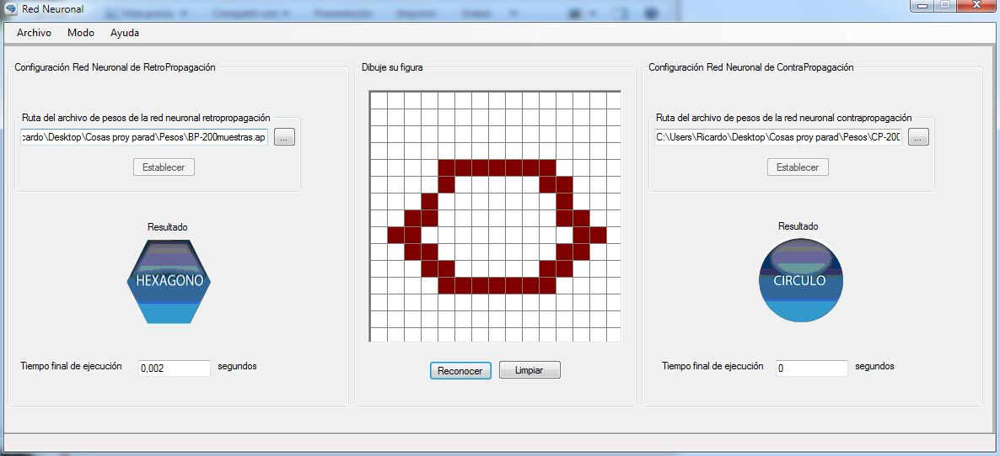 Red Neuronal
Archivo Modo Ayuda
Configuración Red Neuronal de RetroPropagación
Ruta del archivo de pesos de la red neuronal retropropagación
cardo\Desktop\Cosas proy parad\Pesos\BP-200muestras.ap
...
Establecer
Resultado
HEXAGONO
Tiempo final de ejecución 0,002 segundos
Dibuje su figura
Reconocer Limpiar
Configuración Red Neuronal de ContraPropagación
Ruta del archivo de pesos de la red neuronal contrapropagación
C:\Users\Ricardo\Desktop\Cosas proy parad\Pesos\CP-200
...
Establecer
Resultado
CIRCULO
Tiempo final de ejecución 0 segundos